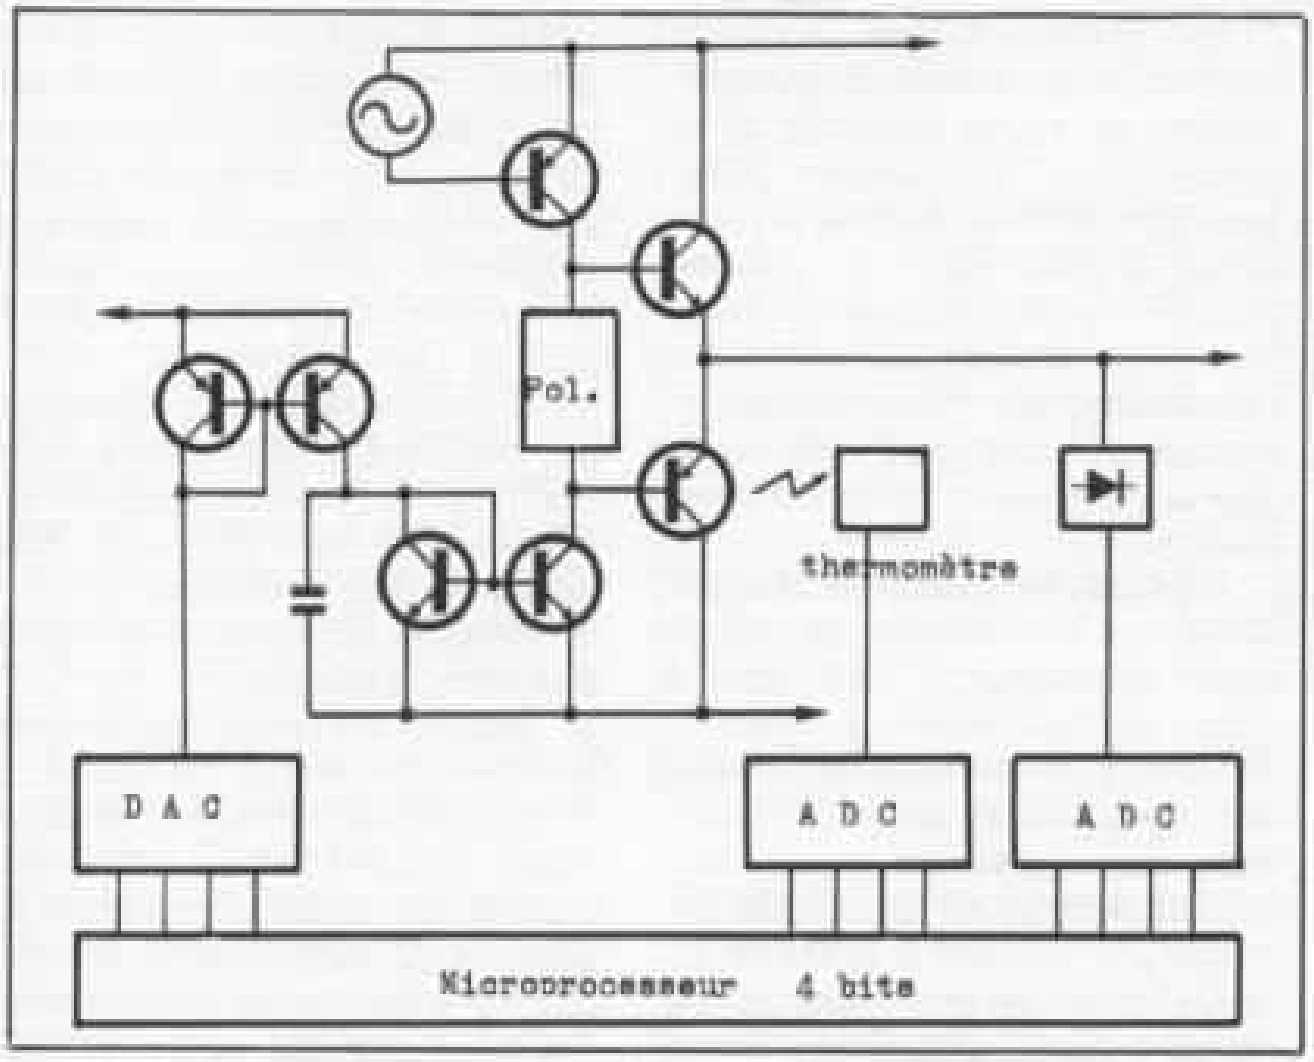 Pol.
thermomètre
D A C
A D C
A D C
Microprocesseur 4 bits